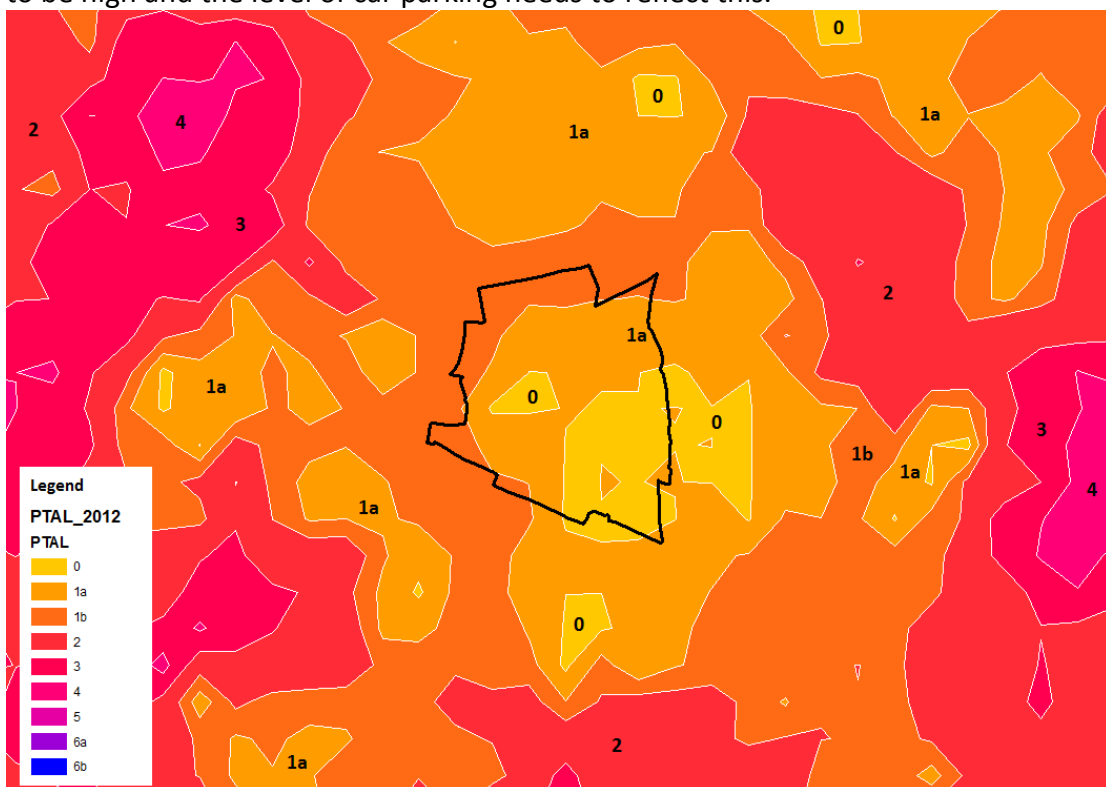 to be high and the level of car parking needs to reflect this.
0
0
1a
2
4
1a
3
2
1a
1a
0
0
3
1b
1a
4
1a
0
2
1a
Legend
PTAL_2012
PTAL
0
1a
1b
2
3
4
5
6a
6b